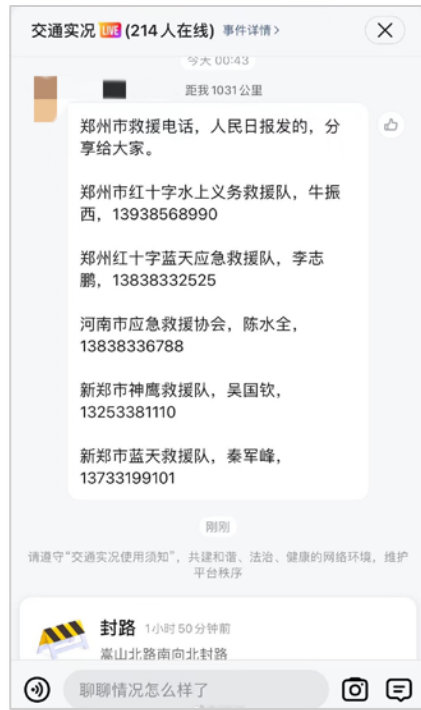 交通实况 LIVE (214人在线) 事件详情>
今天 00:43
距我1031公里
郑州市救援电话，人民日报发的，分
享给大家。
郑州市红十字水上义务救援队，牛振
西，13938568990
郑州红十字蓝天应急救援队，李志
鹏，13838332525
河南市应急救援协会，陈水全，
13838336788
新郑市神鹰救援队，吴国钦，
13253381110
新郑市蓝天救援队，秦军峰，
13733199101
刚刚
请遵守“交通实况使用须知”，共建和谐、法治、健康的网络环境，维护
平台秩序
封路 1小时50分钟前
嵩山北路南向北封路
聊聊情况怎么样了